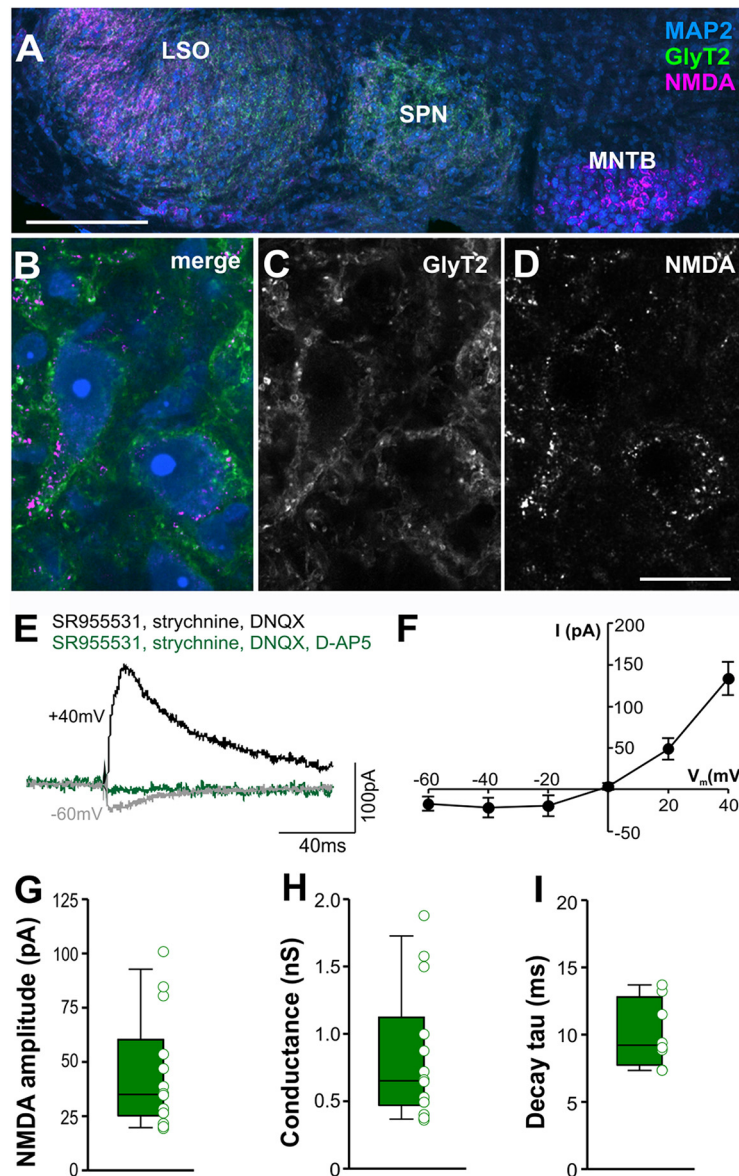 A
LSO
SPN
MNTB
MAP2
GlyT2
NMDA
B
merge
C
GlyT2
D
NMDA
E
SR955531, strychnine, DNQX
SR955531, strychnine, DNQX, D-AP5
+40mV
-60mV
100pA
40ms
F
I (pA)
200
150
100
50
-50
-60
-40
-20
0
20
40
Vm(mV)
G
NMDA amplitude (pA)
125
100
75
50
25
0
H
Conductance (nS)
2.0
1.5
1.0
0.5
0
I
Decay tau (ms)
20
15
10
5
0